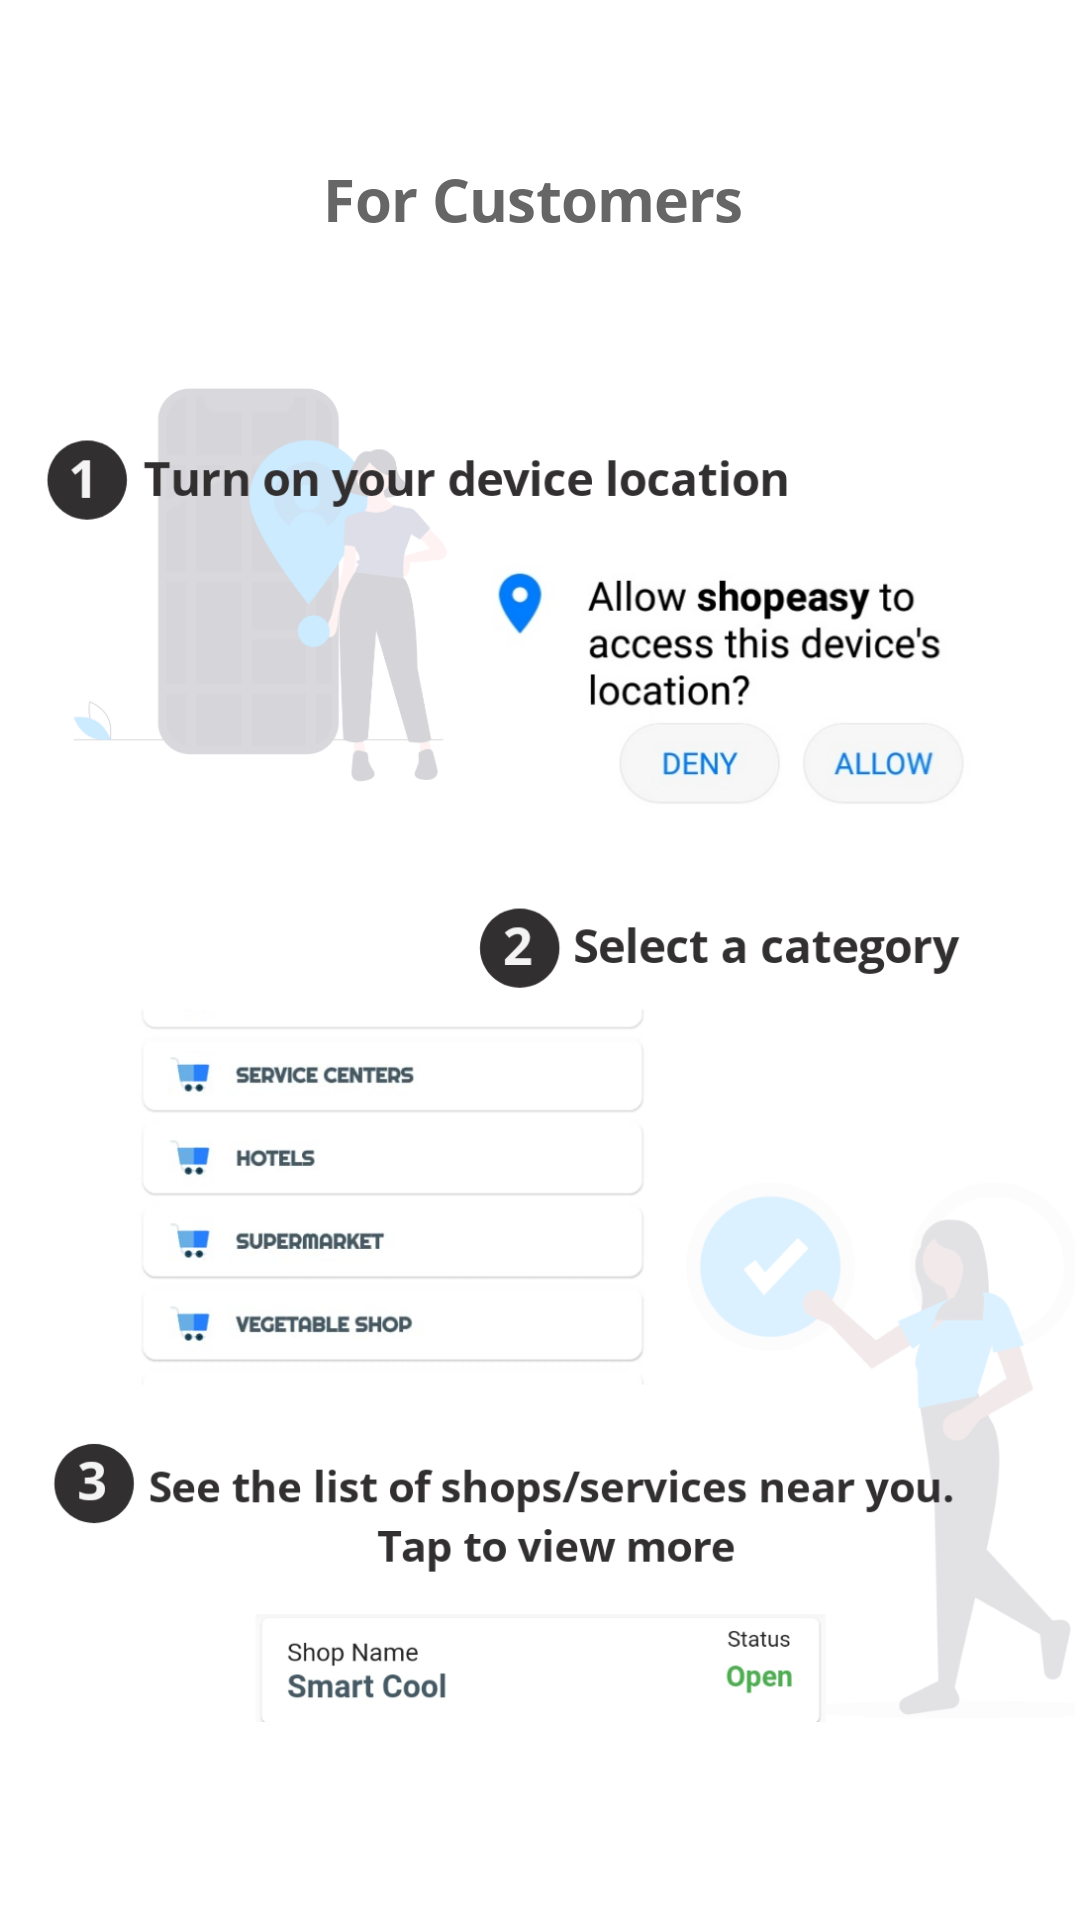 For Customers
1 Turn on your device location
Allow shopeasy to
access this device's
location?
DENY ALLOW
2 Select a category
SERVICE CENTERS
HOTELS
SUPERMARKET
VEGETABLE SHOP
3 See the list of shops/services near you.
Tap to view more
Shop Name
Smart Cool
Status
Open